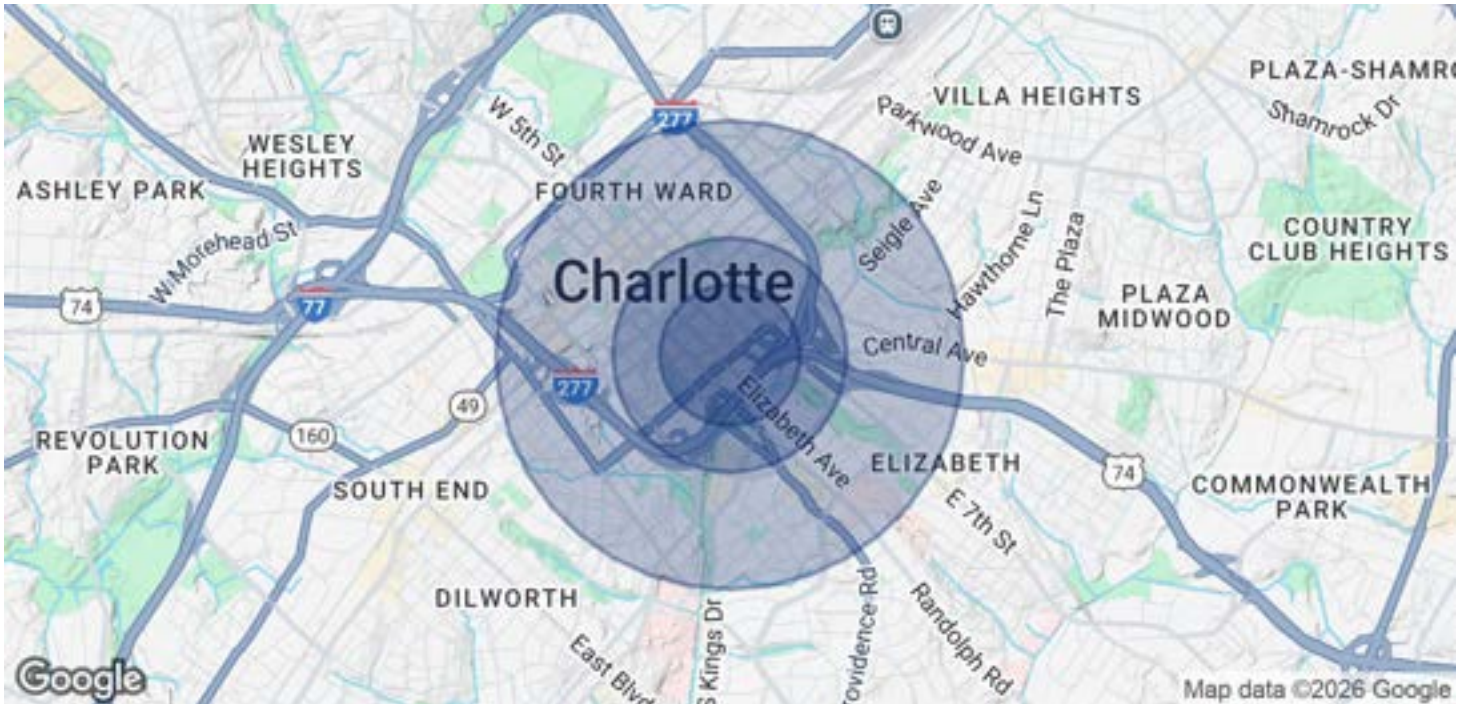 PLAZA-SHAMR
VILLA HEIGHTS
Shamrock Dr
277
Parkwood Ave
W 5th St
WESLEY
HEIGHTS
ASHLEY PARK
FOURTH WARD
Seigle Ave
Hawthorne Ln
The Plaza
COUNTRY
CLUB HEIGHTS
W Morehead St
Charlotte
74
77
PLAZA
MIDWOOD
Central Ave
277
49
Elizabeth Ave
160
REVOLUTION
PARK
SOUTH END
ELIZABETH
74
COMMONWEALTH
PARK
E 7th St
DILWORTH
S Kings Dr
ovidence Rd
Randolph Rd
East Blvd
Google
Map data ©2026 Google